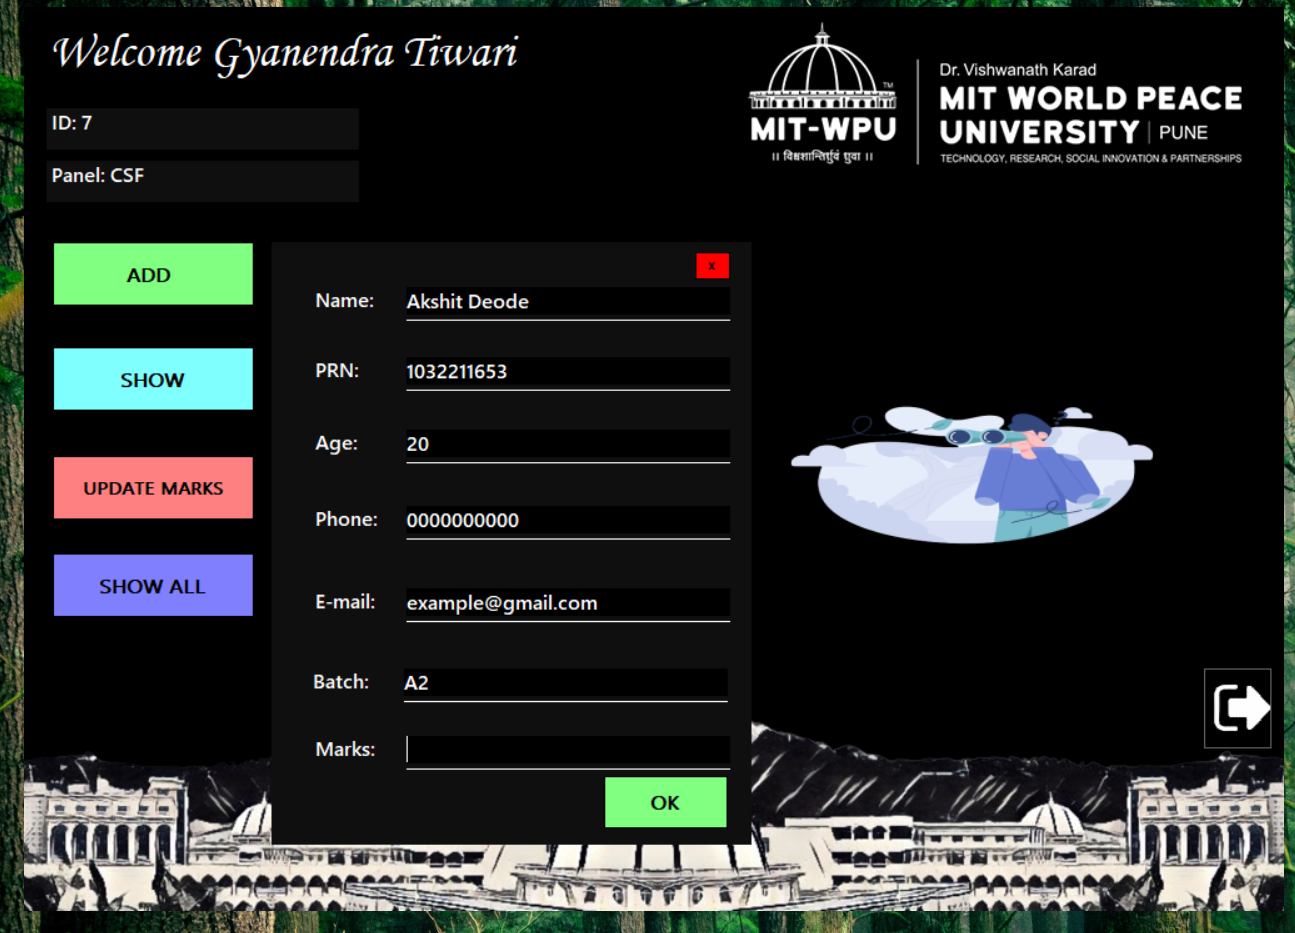 Welcome Gyanendra Tiwari
ID: 7
Panel: CSF
TM
MIT-WPU
।। विश्वशान्तिर्ध्रुवं ध्रुवा ।।
Dr. Vishwanath Karad
MIT WORLD PEACE
UNIVERSITY | PUNE
TECHNOLOGY, RESEARCH, SOCIAL INNOVATION & PARTNERSHIPS
ADD
SHOW
UPDATE MARKS
SHOW ALL
x
Name: Akshit Deode
PRN: 1032211653
Age: 20
Phone: 0000000000
E-mail: example@gmail.com
Batch: A2
Marks:
OK